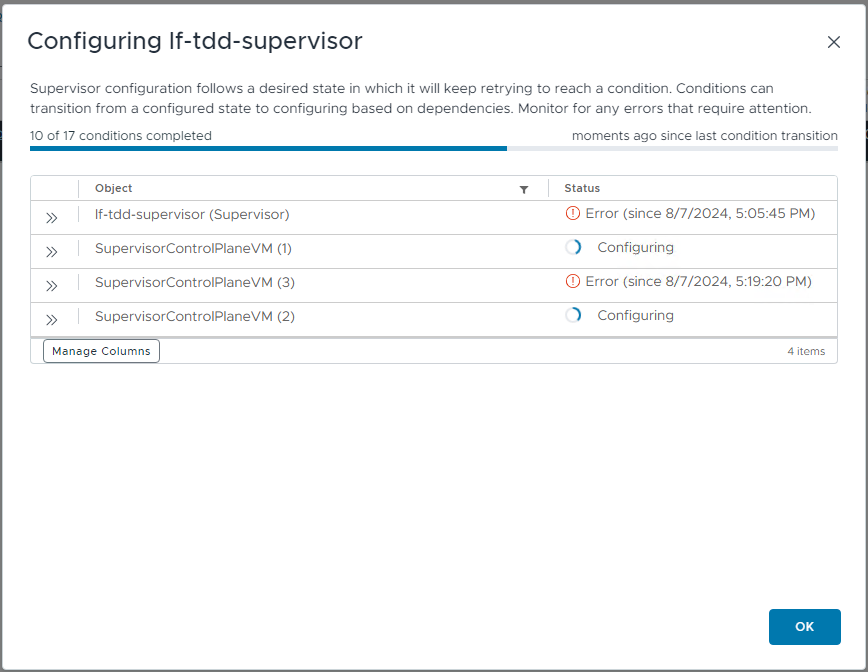 Configuring lf-tdd-supervisor
Supervisor configuration follows a desired state in which it will keep retrying to reach a condition. Conditions can
transition from a configured state to configuring based on dependencies. Monitor for any errors that require attention.
10 of 17 conditions completed moments ago since last condition transition
Object Status
lf-tdd-supervisor (Supervisor) Error (since 8/7/2024, 5:05:45 PM)
SupervisorControlPlaneVM (1) Configuring
SupervisorControlPlaneVM (3) Error (since 8/7/2024, 5:19:20 PM)
SupervisorControlPlaneVM (2) Configuring
Manage Columns 4 items
OK